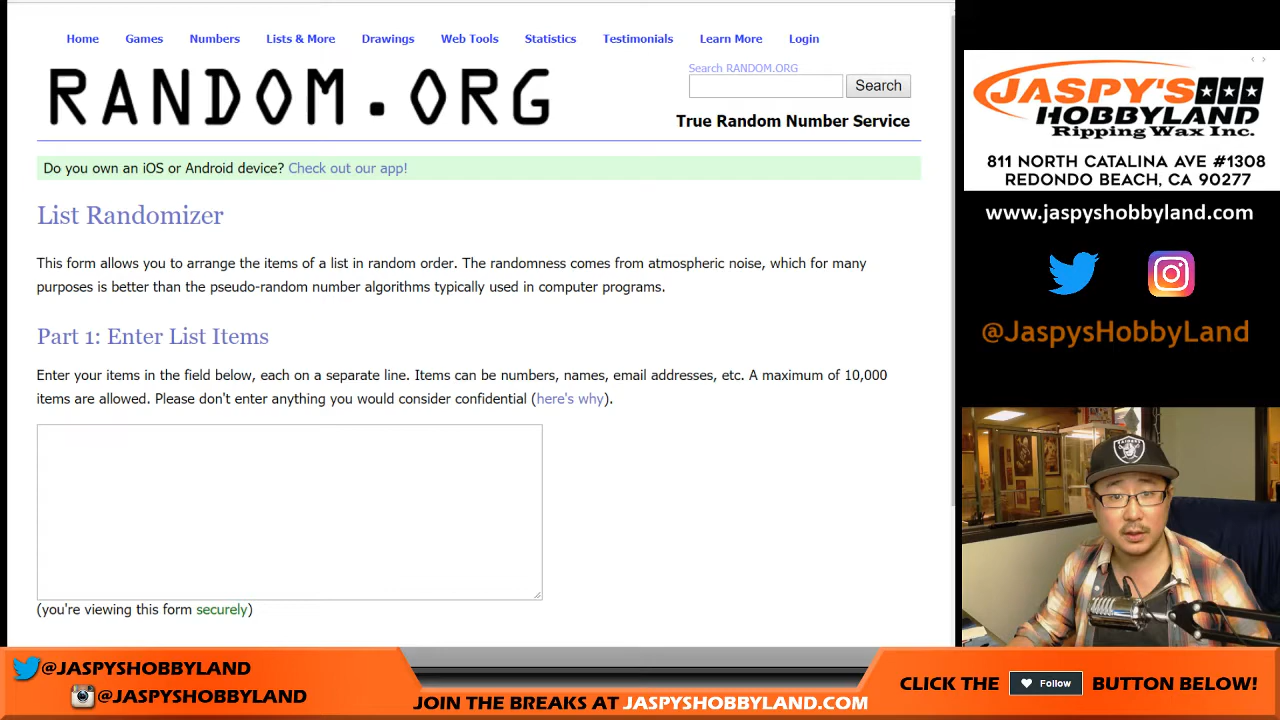 Home Games Numbers Lists & More Drawings Web Tools Statistics Testimonials Learn More Login
RANDOM.ORG
Search RANDOM.ORG
Search
True Random Number Service
Do you own an iOS or Android device? Check out our app!
List Randomizer
This form allows you to arrange the items of a list in random order. The randomness comes from atmospheric noise, which for many
purposes is better than the pseudo-random number algorithms typically used in computer programs.
Part 1: Enter List Items
Enter your items in the field below, each on a separate line. Items can be numbers, names, email addresses, etc. A maximum of 10,000
items are allowed. Please don't enter anything you would consider confidential (here's why).
(you're viewing this form securely)
JASPY'S
HOBBYLAND
Ripping Wax Inc.
811 NORTH CATALINA AVE #1308
REDONDO BEACH, CA 90277
www.jaspyshobbyland.com
@JaspysHobbyLand
RAIDERS
@JASPYSHOBBYLAND
@JASPYSHOBBYLAND
JOIN THE BREAKS AT JASPYSHOBBYLAND.COM
CLICK THE Follow BUTTON BELOW!